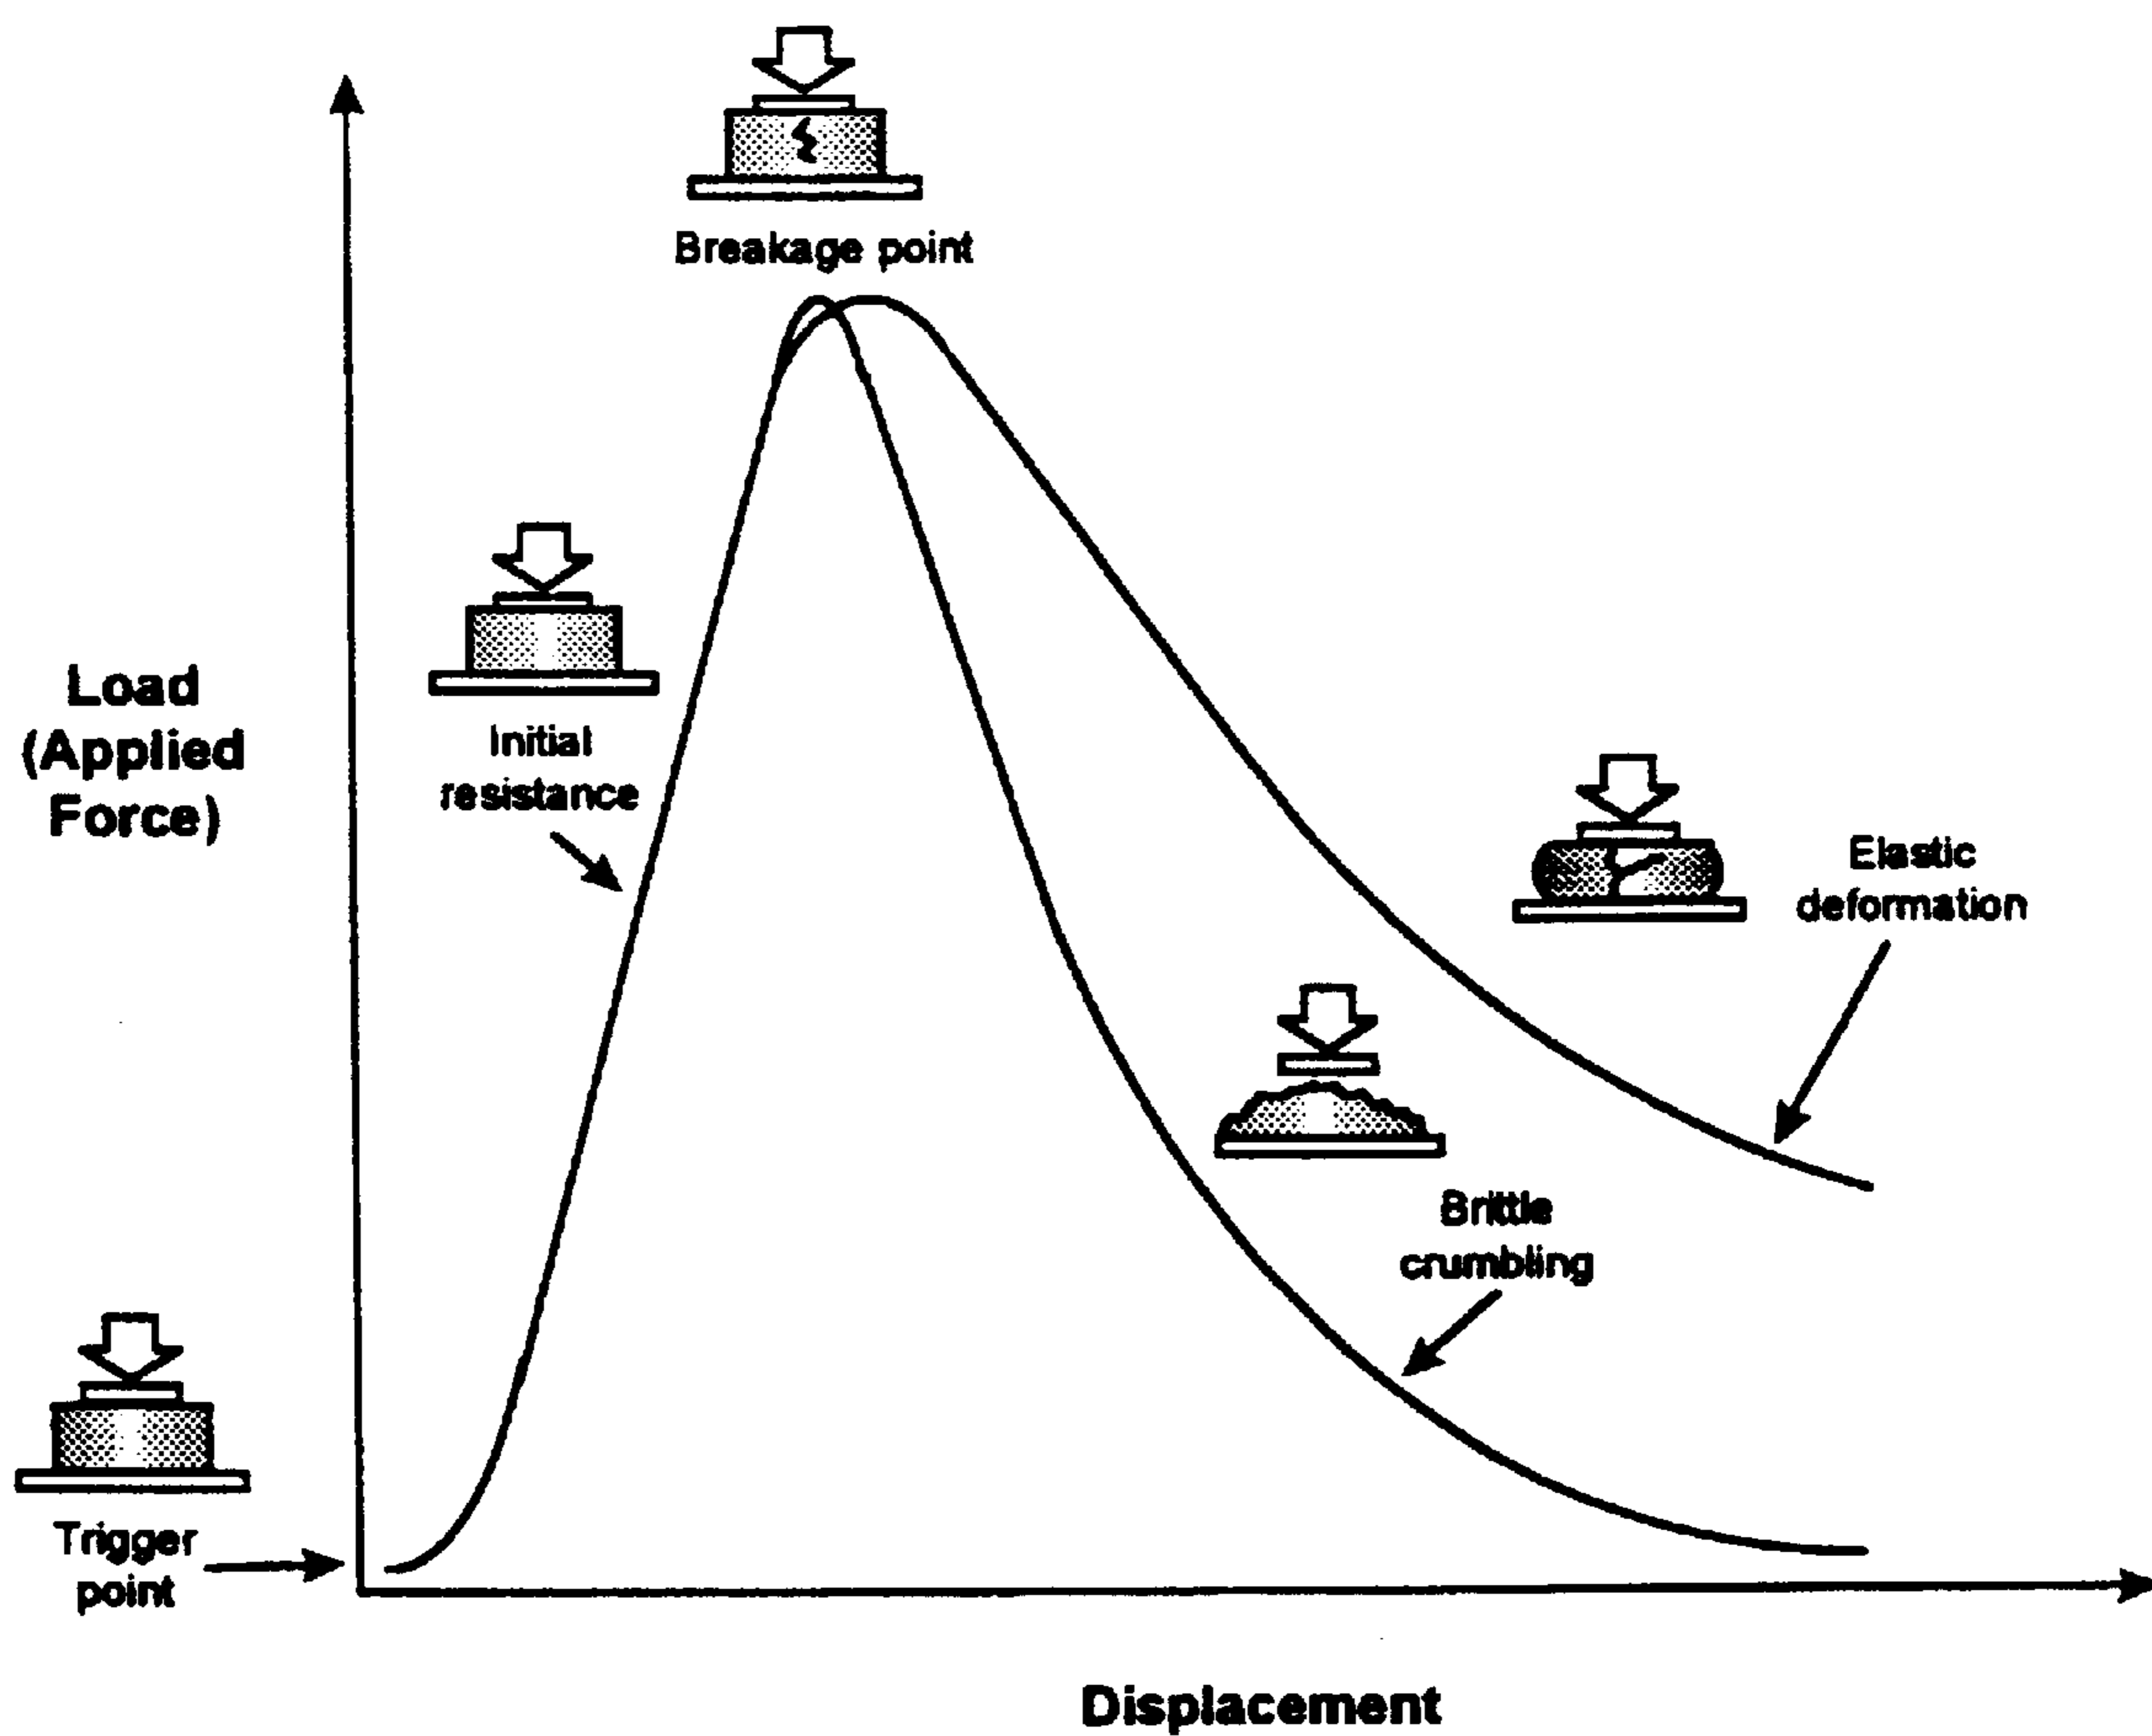 Breakage point
Load
(Applied
Force)
Initial
resistance
Elastic
deformation
Brittle
crumbling
Trigger
point
Displacement